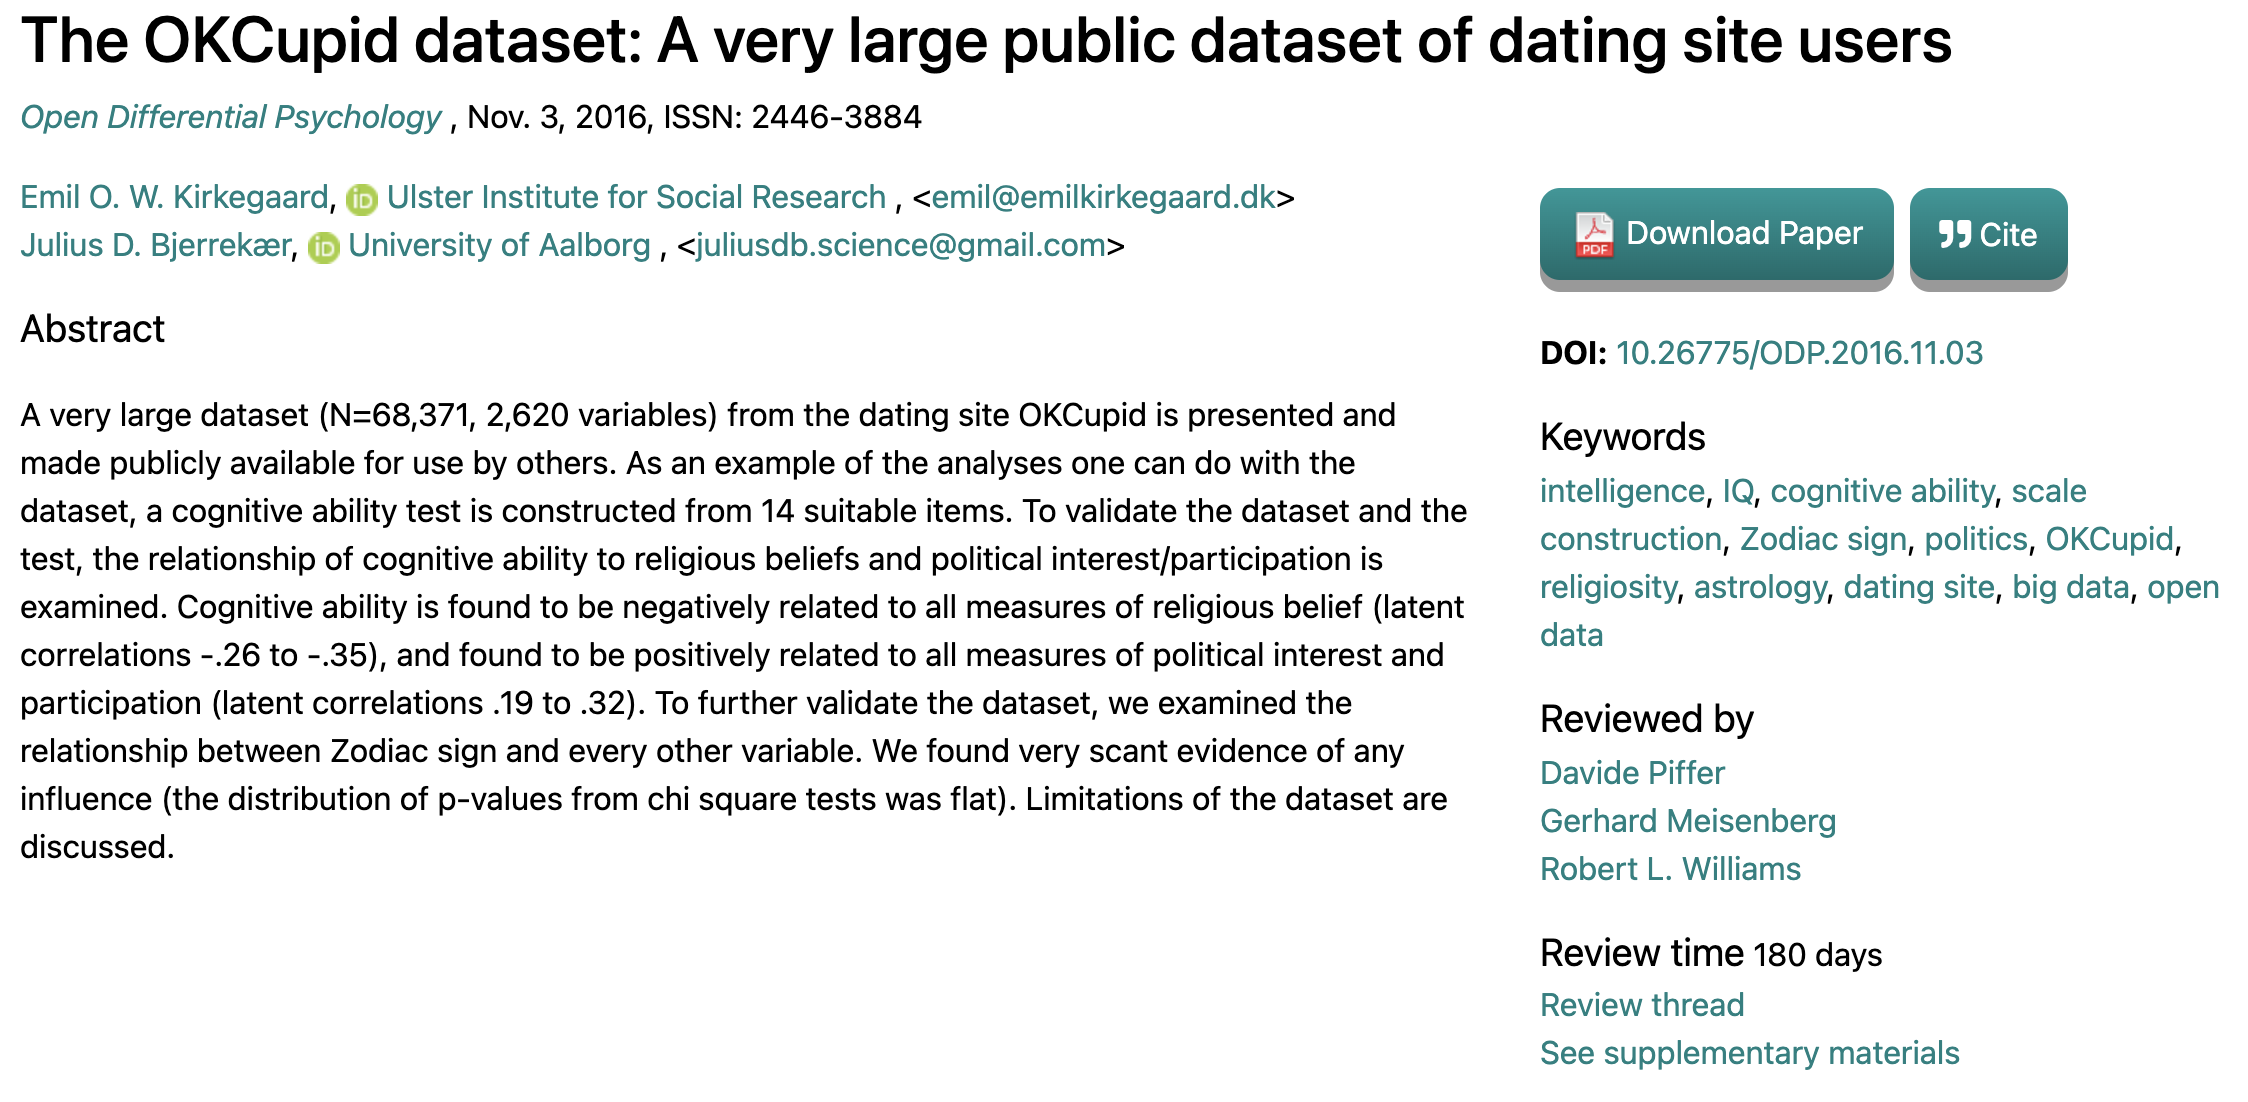 The OKCupid dataset: A very large public dataset of dating site users
Open Differential Psychology , Nov. 3, 2016, ISSN: 2446-3884
Emil O. W. Kirkegaard, iD Ulster Institute for Social Research , <emil@emilkirkegaard.dk>
Julius D. Bjerrekær, iD University of Aalborg , <juliusdb.science@gmail.com>
Abstract
A very large dataset (N=68,371, 2,620 variables) from the dating site OKCupid is presented and
made publicly available for use by others. As an example of the analyses one can do with the
dataset, a cognitive ability test is constructed from 14 suitable items. To validate the dataset and the
test, the relationship of cognitive ability to religious beliefs and political interest/participation is
examined. Cognitive ability is found to be negatively related to all measures of religious belief (latent
correlations -.26 to -.35), and found to be positively related to all measures of political interest and
participation (latent correlations .19 to .32). To further validate the dataset, we examined the
relationship between Zodiac sign and every other variable. We found very scant evidence of any
influence (the distribution of p-values from chi square tests was flat). Limitations of the dataset are
discussed.
PDF Download Paper
Cite
DOI: 10.26775/ODP.2016.11.03
Keywords
intelligence, IQ, cognitive ability, scale
construction, Zodiac sign, politics, OKCupid,
religiosity, astrology, dating site, big data, open
data
Reviewed by
Davide Piffer
Gerhard Meisenberg
Robert L. Williams
Review time 180 days
Review thread
See supplementary materials